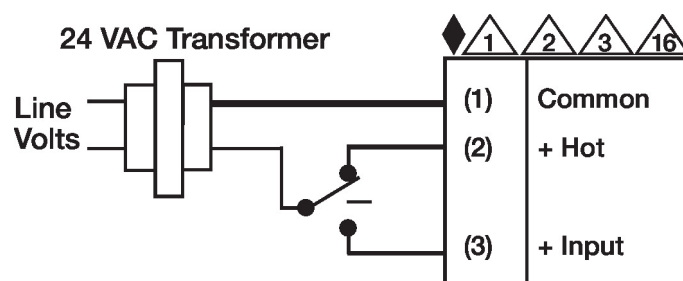 24 VAC Transformer
1 2 3 16
Line
Volts
(1) Common
(2) + Hot
(3) + Input